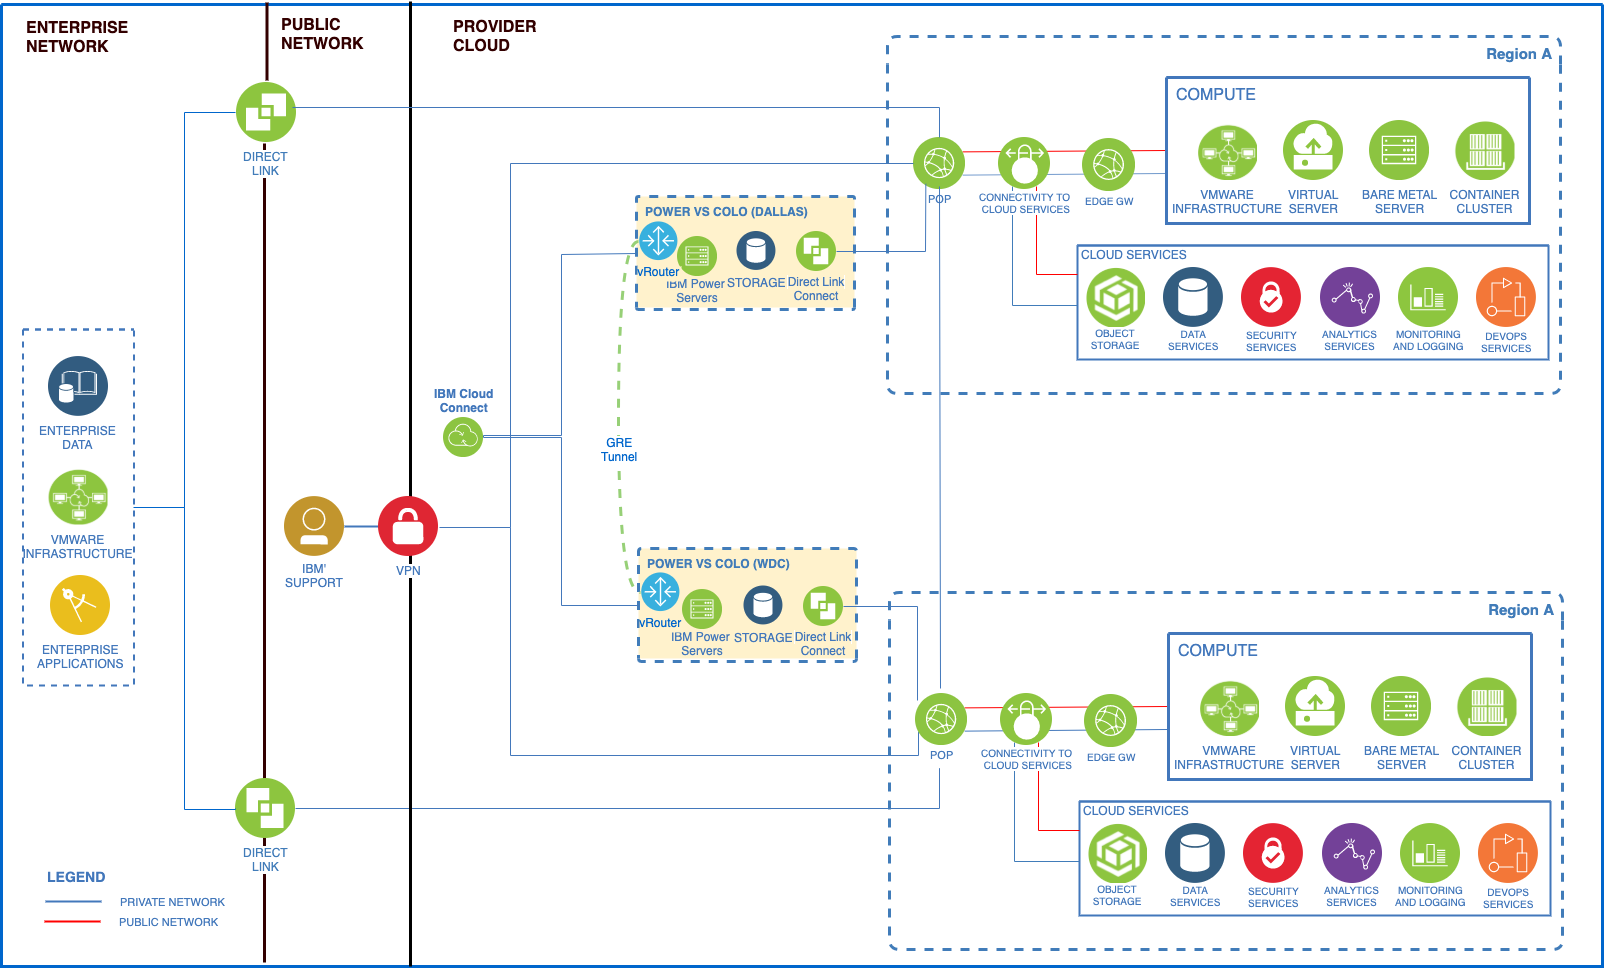 ENTERPRISE
NETWORK
PUBLIC
NETWORK
PROVIDER
CLOUD
DIRECT
LINK
ENTERPRISE
DATA
VMWARE
INFRASTRUCTURE
ENTERPRISE
APPLICATIONS
DIRECT
LINK
LEGEND
PRIVATE NETWORK
PUBLIC NETWORK
IBM'
SUPPORT
VPN
IBM Cloud
Connect
GRE
Tunnel
POWER VS COLO (DALLAS)
vRouter
IBM Power
Servers
STORAGE
Direct Link
Connect
POWER VS COLO (WDC)
vRouter
IBM Power
Servers
STORAGE
Direct Link
Connect
Region A
POP
CONNECTIVITY TO
CLOUD SERVICES
EDGE GW
COMPUTE
VMWARE
INFRASTRUCTURE
VIRTUAL
SERVER
BARE METAL
SERVER
CONTAINER
CLUSTER
CLOUD SERVICES
OBJECT
STORAGE
DATA
SERVICES
SECURITY
SERVICES
ANALYTICS
SERVICES
MONITORING
AND LOGGING
DEVOPS
SERVICES
Region A
POP
CONNECTIVITY TO
CLOUD SERVICES
EDGE GW
COMPUTE
VMWARE
INFRASTRUCTURE
VIRTUAL
SERVER
BARE METAL
SERVER
CONTAINER
CLUSTER
CLOUD SERVICES
OBJECT
STORAGE
DATA
SERVICES
SECURITY
SERVICES
ANALYTICS
SERVICES
MONITORING
AND LOGGING
DEVOPS
SERVICES